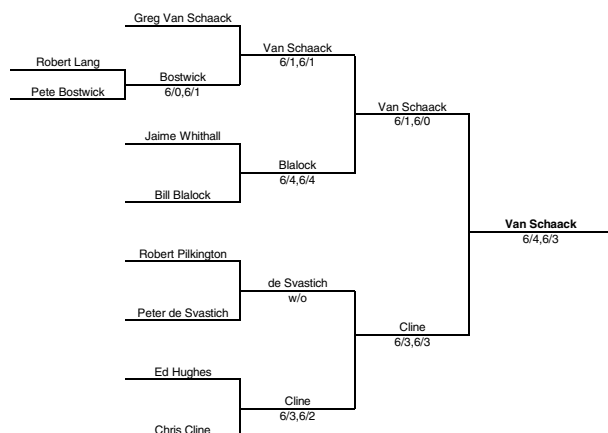 Greg Van Schaack
Van Schaack
6/1,6/1
Robert Lang
Bostwick
6/0,6/1
Pete Bostwick
Van Schaack
6/1,6/0
Jaime Whithall
Blalock
6/4,6/4
Bill Blalock
Van Schaack
6/4,6/3
Robert Pilkington
de Svastich
w/o
Peter de Svastich
Cline
6/3,6/3
Ed Hughes
Cline
6/3,6/2
Chris Cline